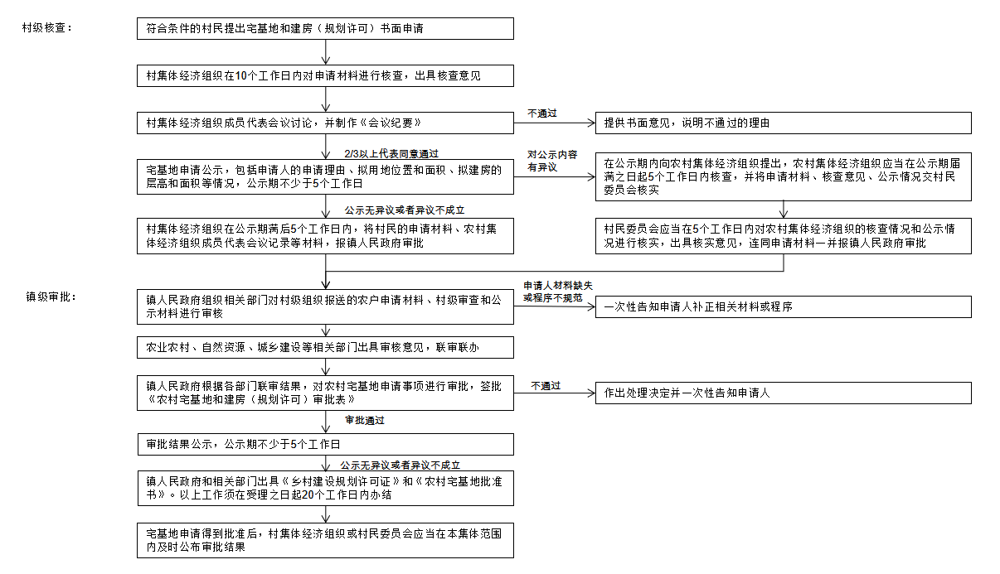 村级核查：
符合条件的村民提出宅基地和建房（规划许可）书面申请
村集体经济组织在10个工作日内对申请材料进行核查，出具核查意见
村集体经济组织成员代表会议讨论，并制作《会议纪要》
不通过
提供书面意见，说明不通过的理由
2/3以上代表同意通过
宅基地申请公示，包括申请人的申请理由、拟用地位置和面积、拟建房的
层高和面积等情况，公示期不少于5个工作日
对公示内容
有异议
在公示期内向农村集体经济组织提出，农村集体经济组织应当在公示期届
满之日起5个工作日内核查，并将申请材料、核查意见、公示情况交村民
委员会核实
公示无异议或者异议不成立
村集体经济组织在公示期满后5个工作日内，将村民的申请材料、农村集
体经济组织成员代表会议记录等材料，报镇人民政府审批
村民委员会应当在5个工作日内对农村集体经济组织的核查情况和公示情
况进行核实，出具核实意见，连同申请材料一并报镇人民政府审批
镇级审批：
镇人民政府组织相关部门对村级组织报送的农户申请材料、村级审查和公
示材料进行审核
申请人材料缺失
或程序不规范
一次性告知申请人补正相关材料或程序
农业农村、自然资源、城乡建设等相关部门出具审核意见，联审联办
镇人民政府根据各部门联审结果，对农村宅基地申请事项进行审批，签批
《农村宅基地和建房（规划许可）审批表》
不通过
作出处理决定并一次性告知申请人
审批通过
审批结果公示，公示期不少于5个工作日
公示无异议或者异议不成立
镇人民政府和相关部门出具《乡村建设规划许可证》和《农村宅基地批准
书》。以上工作须在受理之日起20个工作日内办结
宅基地申请得到批准后，村集体经济组织或村民委员会应当在本集体范围
内及时公布审批结果